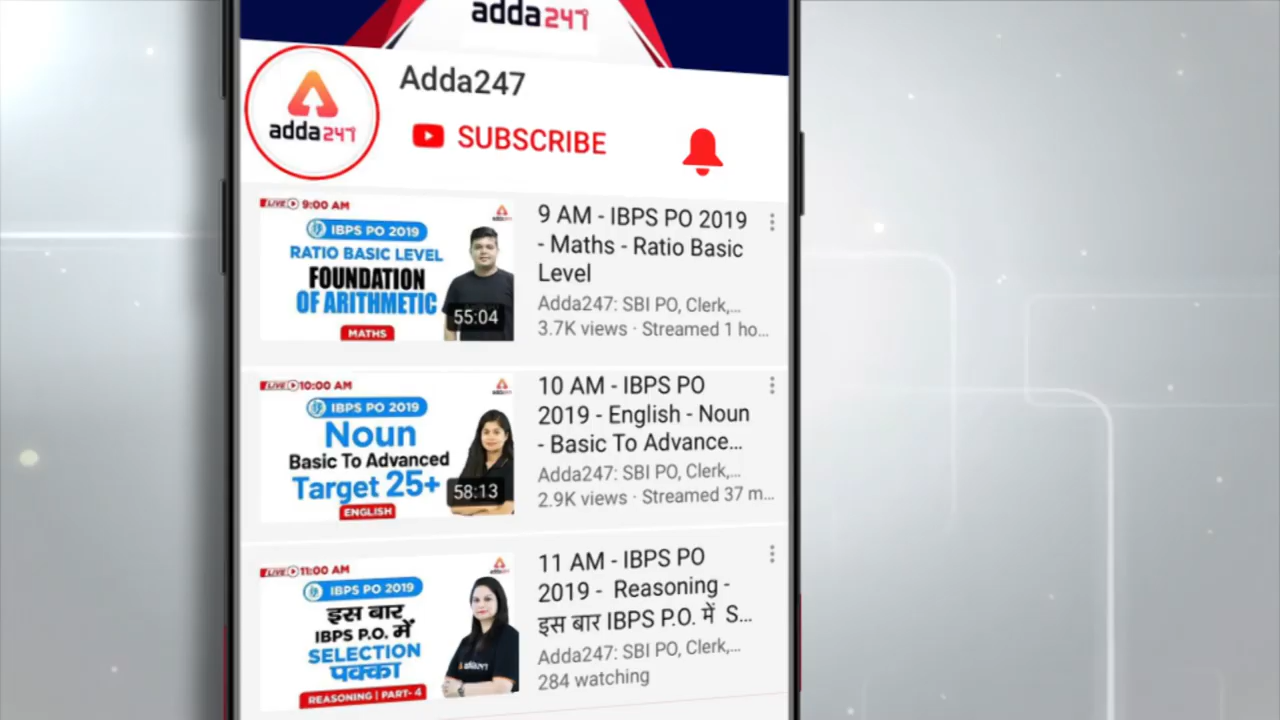 adda247
adda247
Adda247
SUBSCRIBE
LIVE 9:00 AM
IBPS PO 2019
RATIO BASIC LEVEL
FOUNDATION
OF ARITHMETIC
MATHS
55:04
9 AM - IBPS PO 2019
- Maths - Ratio Basic
Level
Adda247: SBI PO, Clerk,...
3.7K views · Streamed 1 ho...
LIVE 10:00 AM
IBPS PO 2019
Noun
Basic To Advanced
Target 25+
ENGLISH
58:13
10 AM - IBPS PO
2019 - English - Noun
- Basic To Advance...
Adda247: SBI PO, Clerk,...
2.9K views · Streamed 37 m...
LIVE 11:00 AM
IBPS PO 2019
इस बार
IBPS P.O. में
SELECTION
पक्का
REASONING | PART- 4
adda247
11 AM - IBPS PO
2019 - Reasoning -
इस बार IBPS P.O. में S...
Adda247: SBI PO, Clerk,...
284 watching